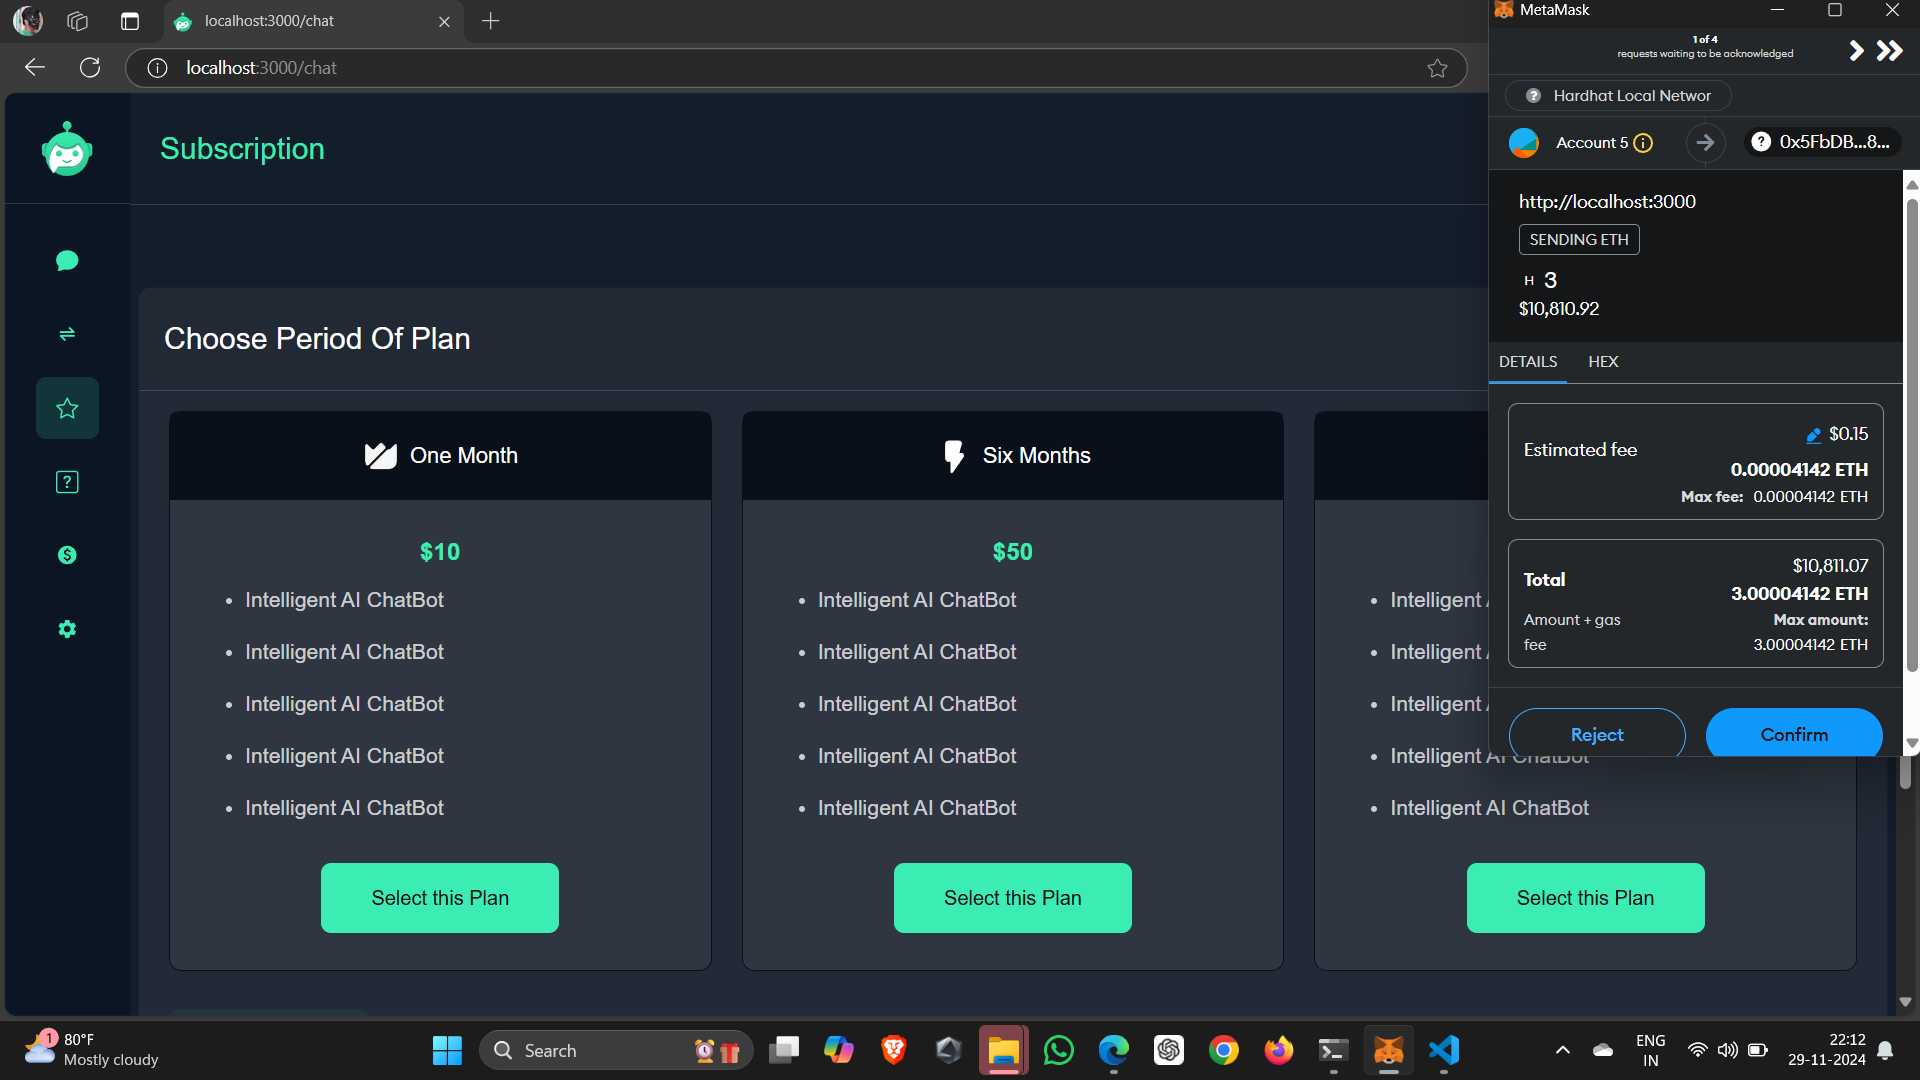 localhost:3000/chat
localhost:3000/chat
Subscription
Choose Period Of Plan
One Month
$10
Intelligent AI ChatBot
Intelligent AI ChatBot
Intelligent AI ChatBot
Intelligent AI ChatBot
Intelligent AI ChatBot
Select this Plan
Six Months
$50
Intelligent AI ChatBot
Intelligent AI ChatBot
Intelligent AI ChatBot
Intelligent AI ChatBot
Intelligent AI ChatBot
Select this Plan
Intelligent
Intelligent
Intelligent
Intelligent AI ChatBot
Intelligent AI ChatBot
Select this Plan
MetaMask
1 of 4
requests waiting to be acknowledged
Hardhat Local Networ
Account 5
0x5FbDB...8...
http://localhost:3000
SENDING ETH
H 3
$10,810.92
DETAILS HEX
Estimated fee
$0.15
0.00004142 ETH
Max fee: 0.00004142 ETH
Total
$10,811.07
3.00004142 ETH
Amount + gas fee
Max amount:
3.00004142 ETH
Reject
Confirm
1
80°F
Mostly cloudy
Search
ENG
IN
22:12
29-11-2024